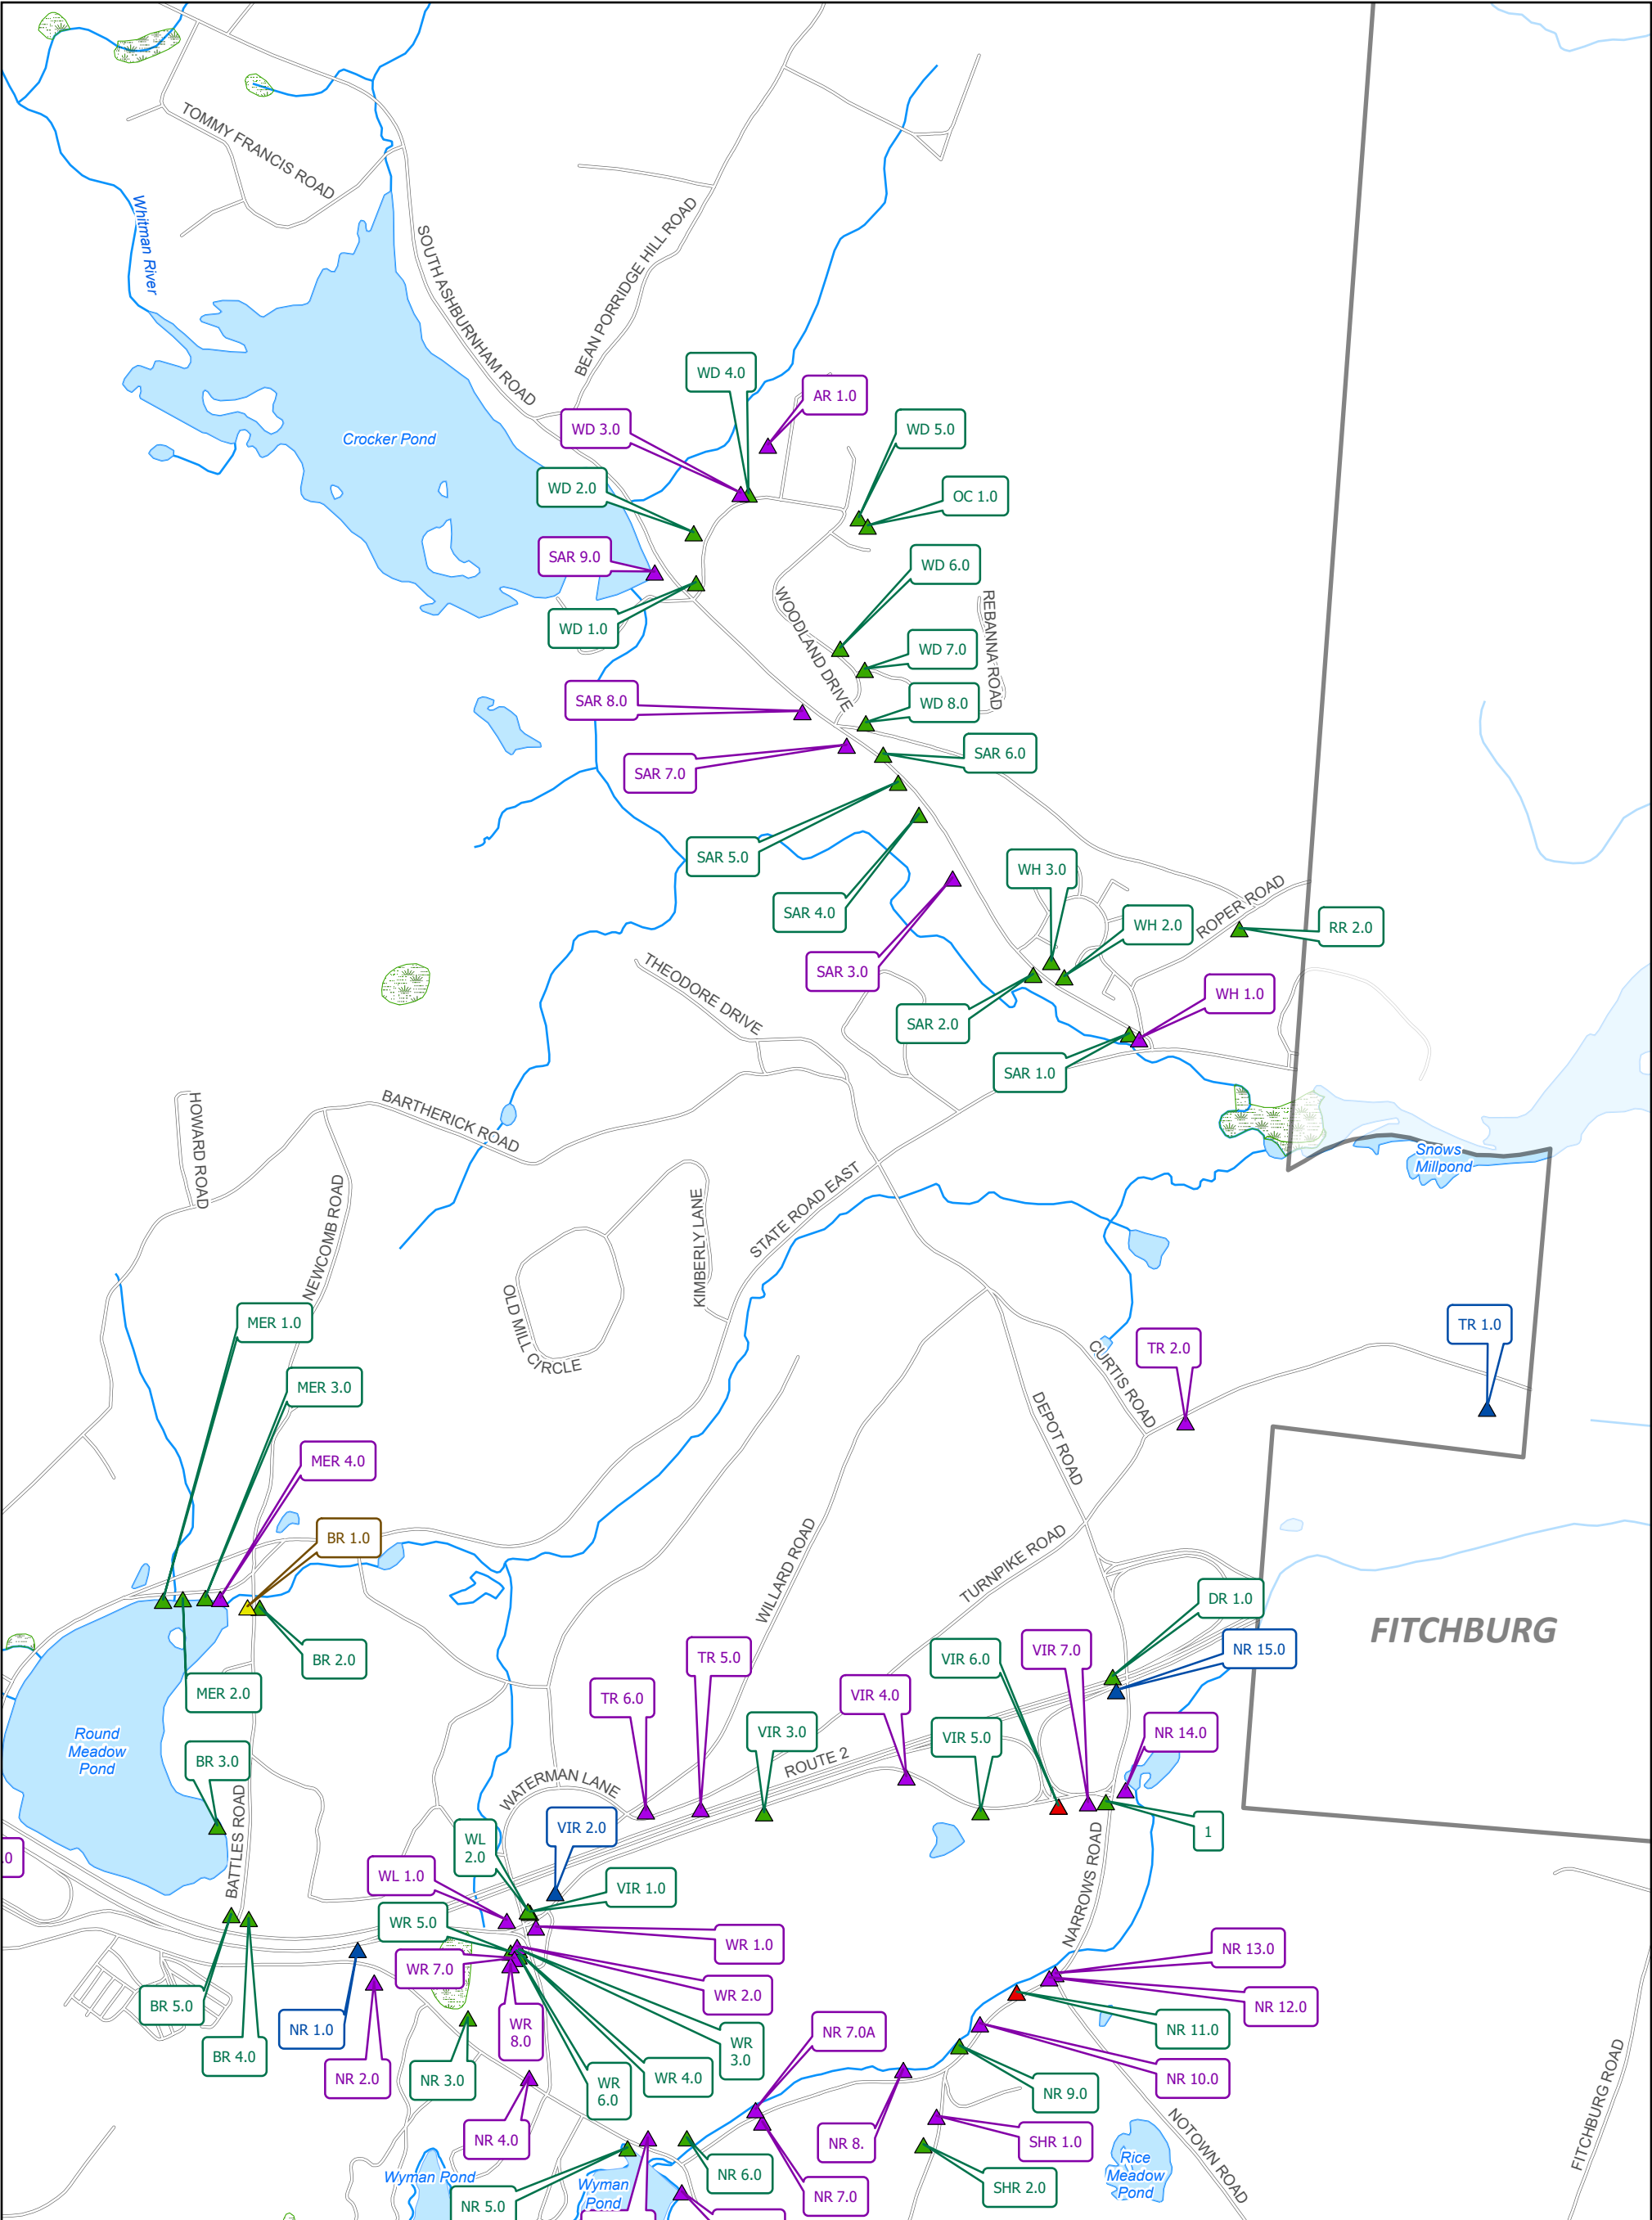 TOMMY FRANCIS ROAD
Whitman River
SOUTH ASHBURNHAM ROAD
BEAN PORRIDGE HILL ROAD
WD 4.0
AR 1.0
WD 3.0
WD 5.0
Crocker Pond
WD 2.0
OC 1.0
SAR 9.0
WD 6.0
WD 1.0
WOODLAND DRIVE
REBANNA ROAD
WD 7.0
SAR 8.0
WD 8.0
SAR 6.0
SAR 7.0
SAR 5.0
WH 3.0
SAR 4.0
WH 2.0
ROPER ROAD
RR 2.0
SAR 3.0
THEODORE DRIVE
WH 1.0
SAR 2.0
SAR 1.0
HOWARD ROAD
BARTHERICK ROAD
Snows
Millpond
NEWCOMB ROAD
KIMBERLY LANE
STATE ROAD EAST
OLD MILL CIRCLE
MER 1.0
TR 1.0
TR 2.0
CURTIS ROAD
MER 3.0
DEPOT ROAD
MER 4.0
BR 1.0
WILLARD ROAD
TURNPIKE ROAD
DR 1.0
FITCHBURG
BR 2.0
NR 15.0
VIR 7.0
VIR 6.0
TR 5.0
MER 2.0
TR 6.0
VIR 4.0
Round
Meadow
Pond
VIR 3.0
NR 14.0
VIR 5.0
BR 3.0
ROUTE 2
WATERMAN LANE
BATTLES ROAD
VIR 2.0
1
WL
2.0
.0
WL 1.0
VIR 1.0
NARROWS ROAD
WR 5.0
WR 1.0
NR 13.0
WR 7.0
WR 2.0
BR 5.0
NR 12.0
NR 1.0
WR
8.0
NR 7.0A
NR 11.0
BR 4.0
WR
3.0
NR 2.0
NR 3.0
WR
6.0
WR 4.0
NR 10.0
NR 9.0
FITCHBURG ROAD
NR 4.0
NR 8.
SHR 1.0
NOTOWN ROAD
Wyman Pond
Wyman
Pond
NR 6.0
Rice
Meadow
Pond
SHR 2.0
NR 7.0
NR 5.0